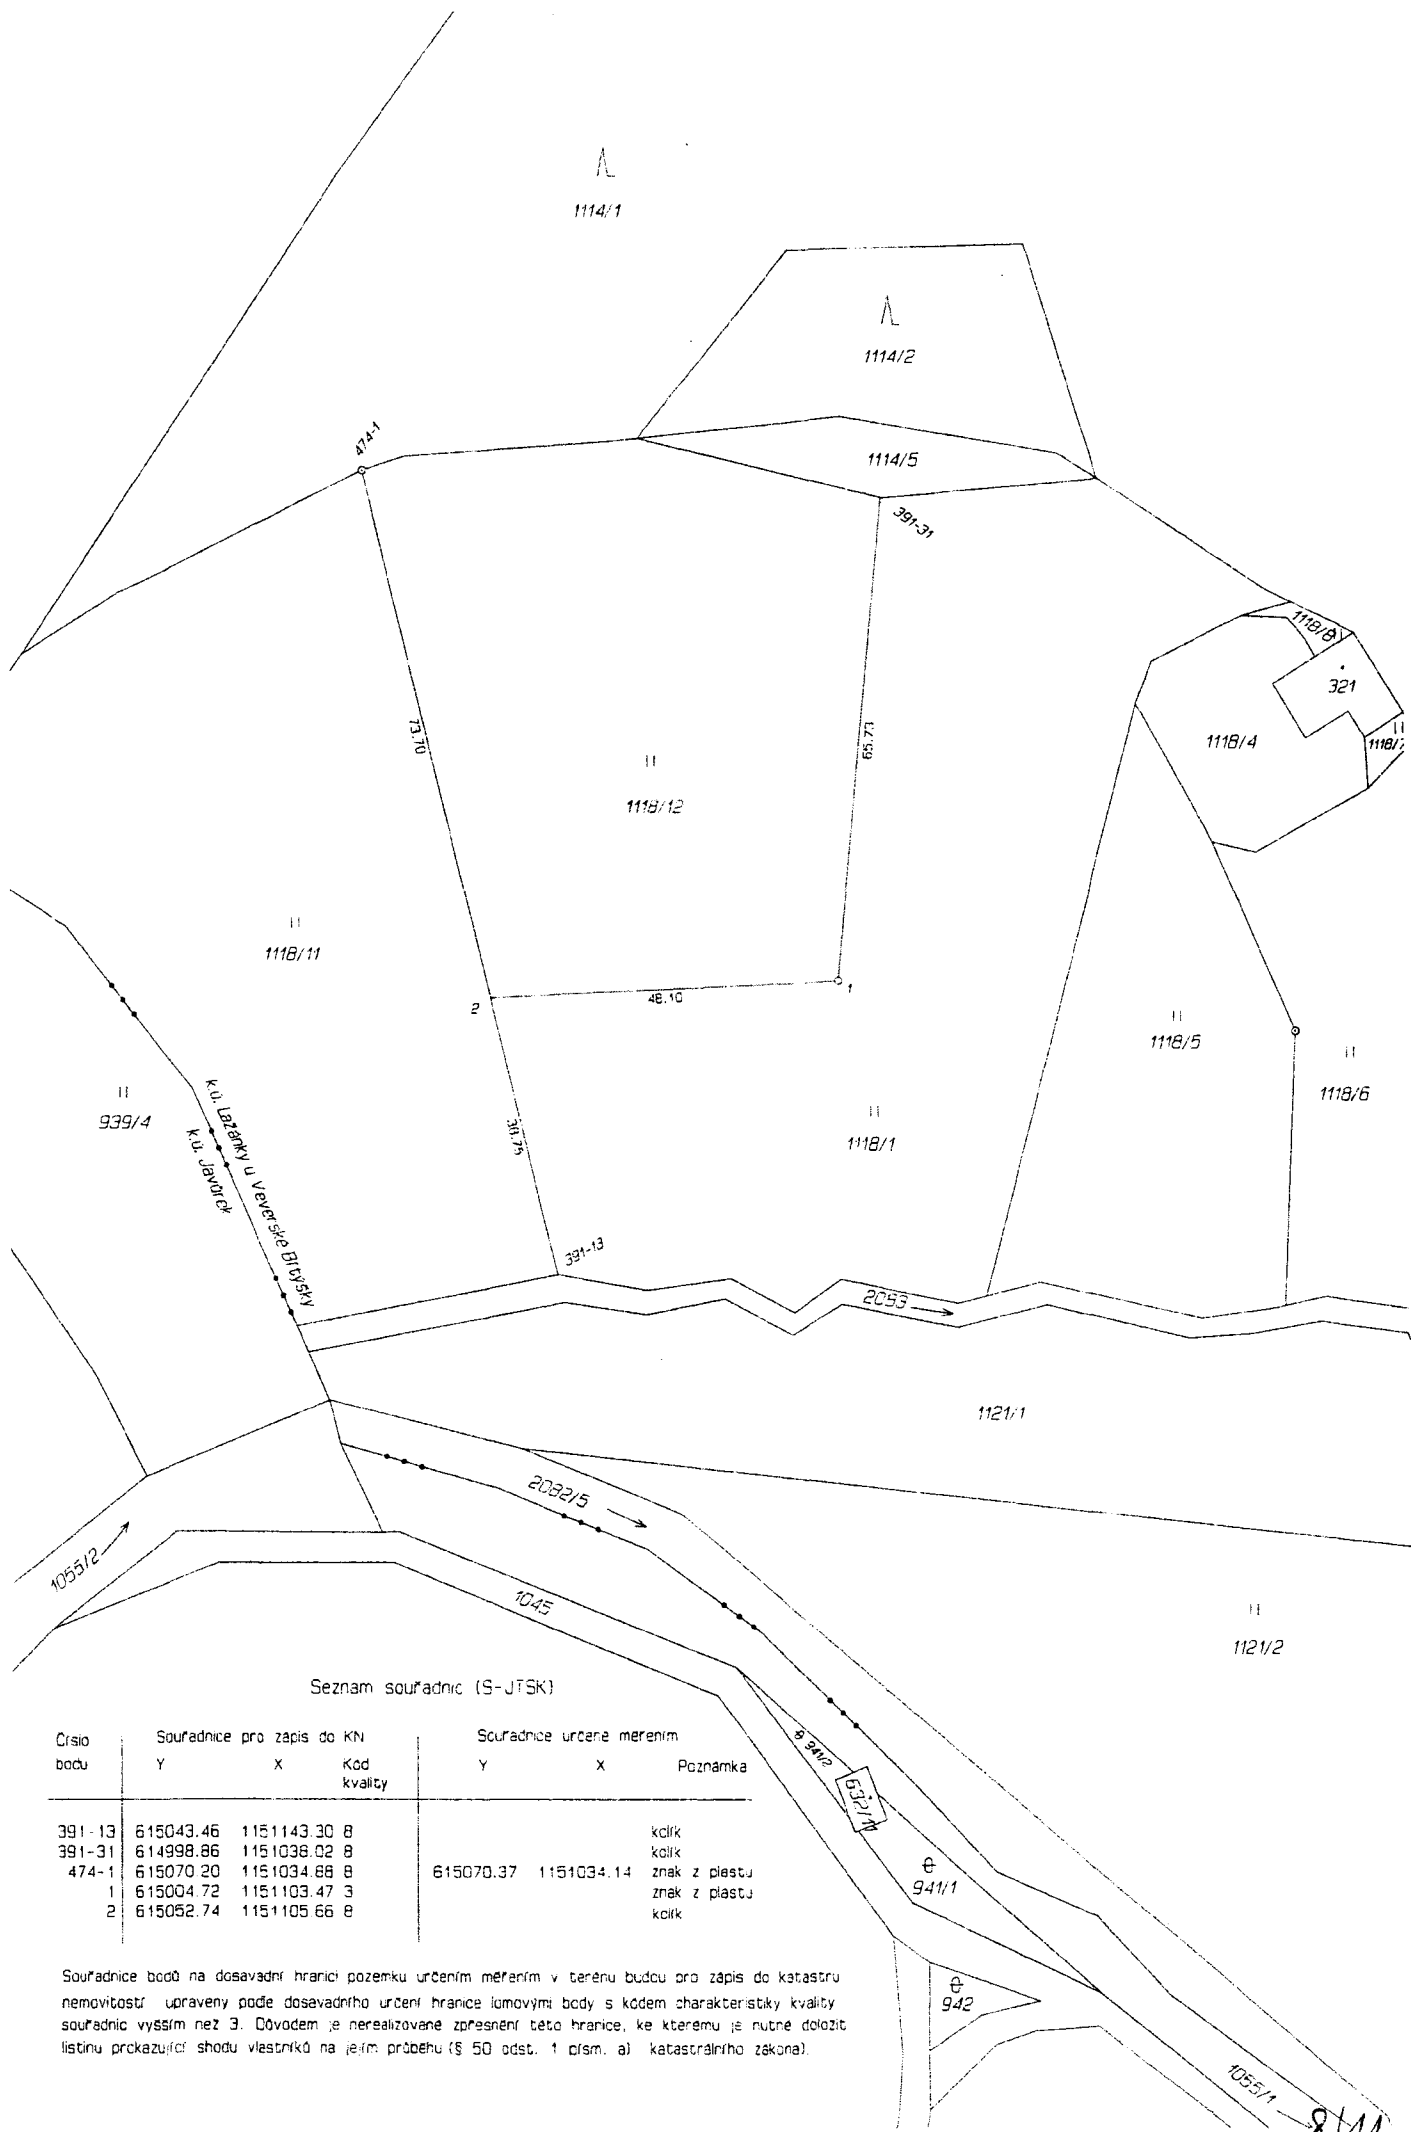 1114/1
1114/2
474-1
1114/5
391-31
1118/8
321
73.70
65.73
1118/4
1118/12
1118/11
2
48.10
1
1118/5
939/4
1118/6
k.ú. Lažánky u Veverské Bítýšky
k.ú. Javůrek
38.75
1118/1
391-13
2093
1121/1
2082/5
1055/2
1045
1121/2
Seznam souřadnic (S-JTSK)
Číslo Souřadnice pro zápis do KN Souřadnice určené měřením
bodu Y X Kód Y X Poznámka
kvality
391-13 615043.46 1151143.30 8 kolík
391-31 614998.86 1151038.02 8 kolík
474-1 615070.20 1151034.88 8 615070.37 1151034.14 znak z plastu
1 615004.72 1151103.47 3 znak z plastu
2 615052.74 1151105.66 8 kolík
941/2
941/1
942
1055/1
Souřadnice bodů na dosavadní hranici pozemku určením měřením v terénu budou pro zápis do katastru
nemovitostí upraveny podle dosavadního určení hranice lomovými body s kódem charakteristiky kvality
souřadnic vyšším než 3. Důvodem je nerealizované zpřesnění této hranice, ke kterému je nutné doložit
listinu prokazující shodu vlastníků na jejím průběhu (§ 50 odst. 1 písm. a) katastrálního zákona).